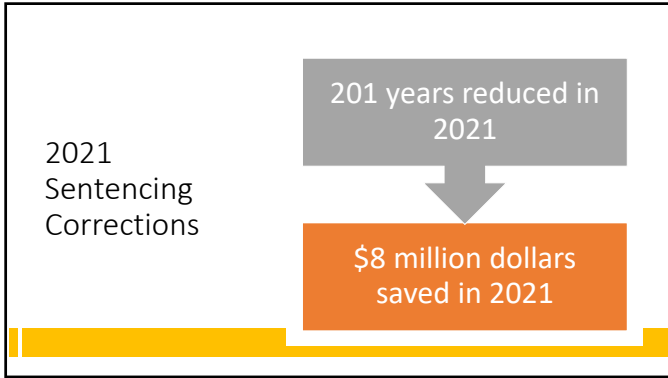 2021
Sentencing
Corrections
201 years reduced in
2021
$8 million dollars
saved in 2021